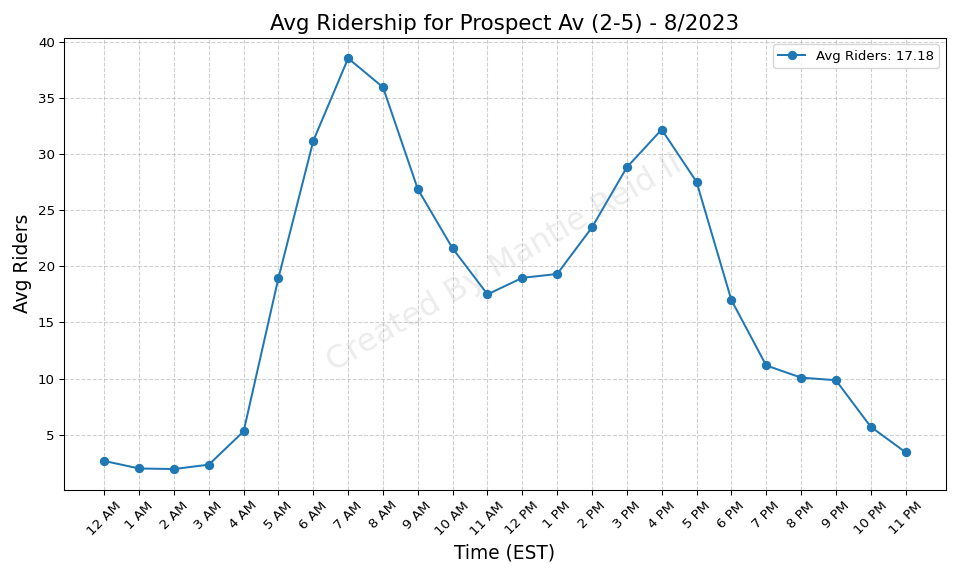 Avg Ridership for Prospect Av (2-5) - 8/2023
Avg Riders: 17.18
40
35
30
25
20
15
10
5
Avg Riders
Created By Mantie Reid II
12 AM
1 AM
2 AM
3 AM
4 AM
5 AM
6 AM
7 AM
8 AM
9 AM
10 AM
11 AM
12 PM
1 PM
2 PM
3 PM
4 PM
5 PM
6 PM
7 PM
8 PM
9 PM
10 PM
11 PM
Time (EST)